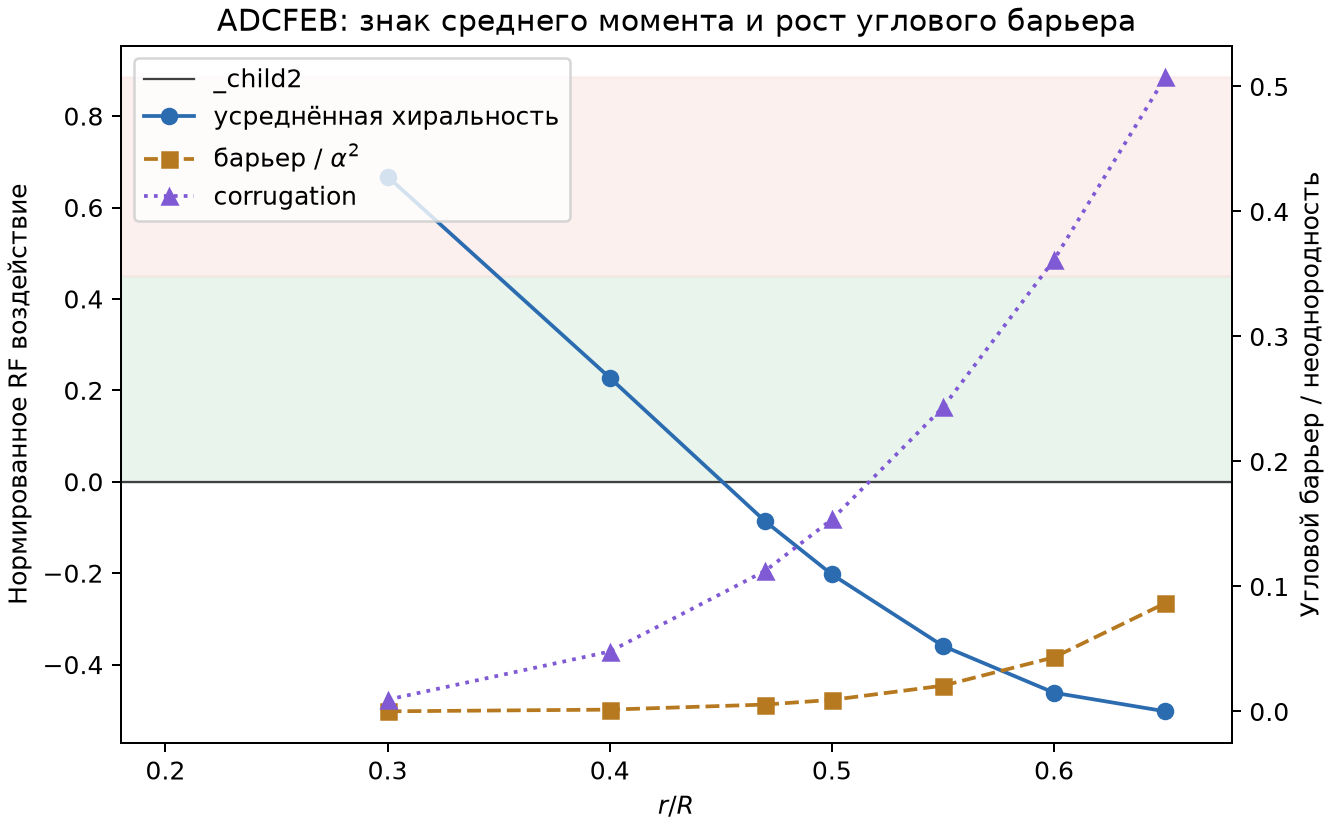 ADCFEB: знак среднего момента и рост углового барьера
_child2
усреднённая хиральность
барьер / α²
corrugation
Нормированное RF воздействие
0.8
0.6
0.4
0.2
0.0
−0.2
−0.4
0.5
0.4
0.3
0.2
0.1
0.0
Угловой барьер / неоднородность
0.2
0.3
0.4
0.5
0.6
r/R